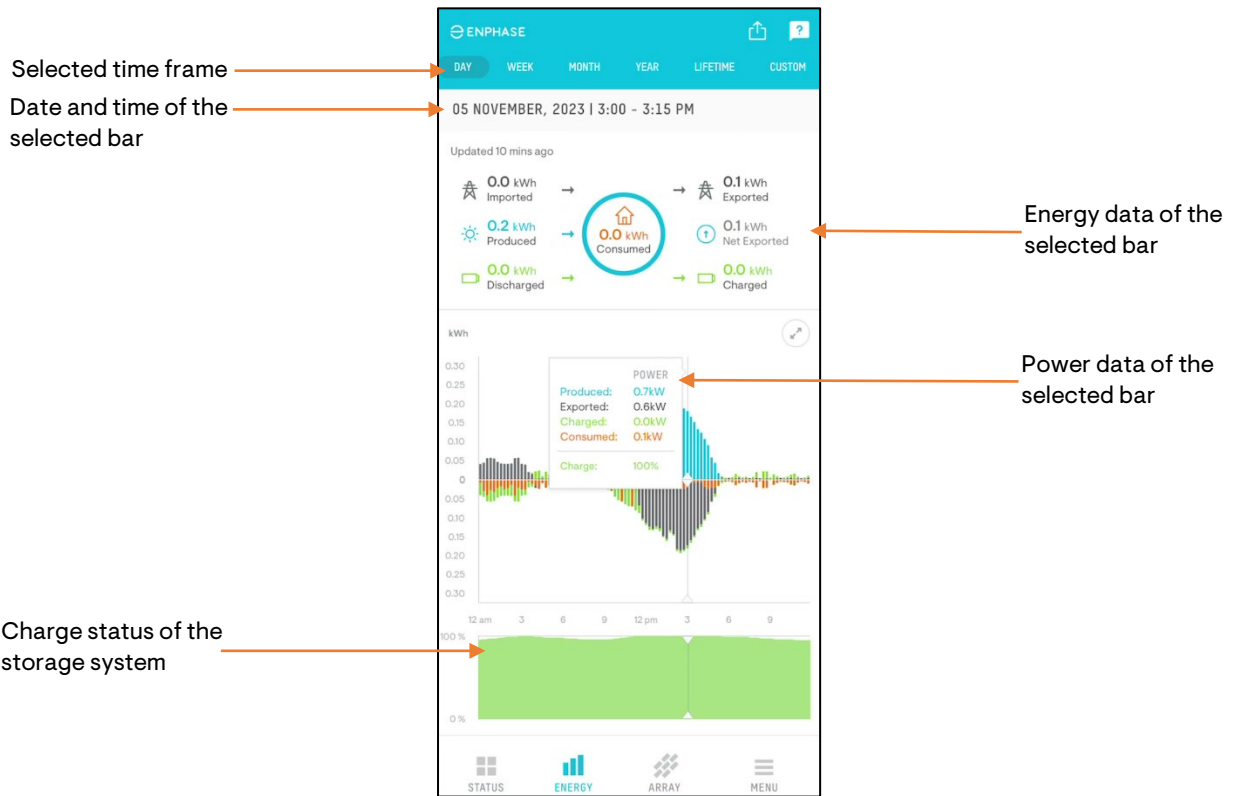 ENPHASE
?
DAY WEEK MONTH YEAR LIFETIME CUSTOM
Selected time frame
Date and time of the
selected bar
05 NOVEMBER, 2023 | 3:00 - 3:15 PM
Updated 10 mins ago
0.0 kWh
Imported
0.1 kWh
Exported
0.2 kWh
Produced
0.0 kWh
Consumed
0.1 kWh
Net Exported
0.0 kWh
Discharged
0.0 kWh
Charged
Energy data of the
selected bar
kWh
0.30
0.25
0.20
0.15
0.10
0.05
0
0.05
0.10
0.15
0.20
0.25
0.30
POWER
Produced: 0.7kW
Exported: 0.6kW
Charged: 0.0kW
Consumed: 0.1kW
Charge: 100%
Power data of the
selected bar
12 am 3 6 9 12 pm 3 6 9
Charge status of the
storage system
100 %
0 %
STATUS ENERGY ARRAY MENU